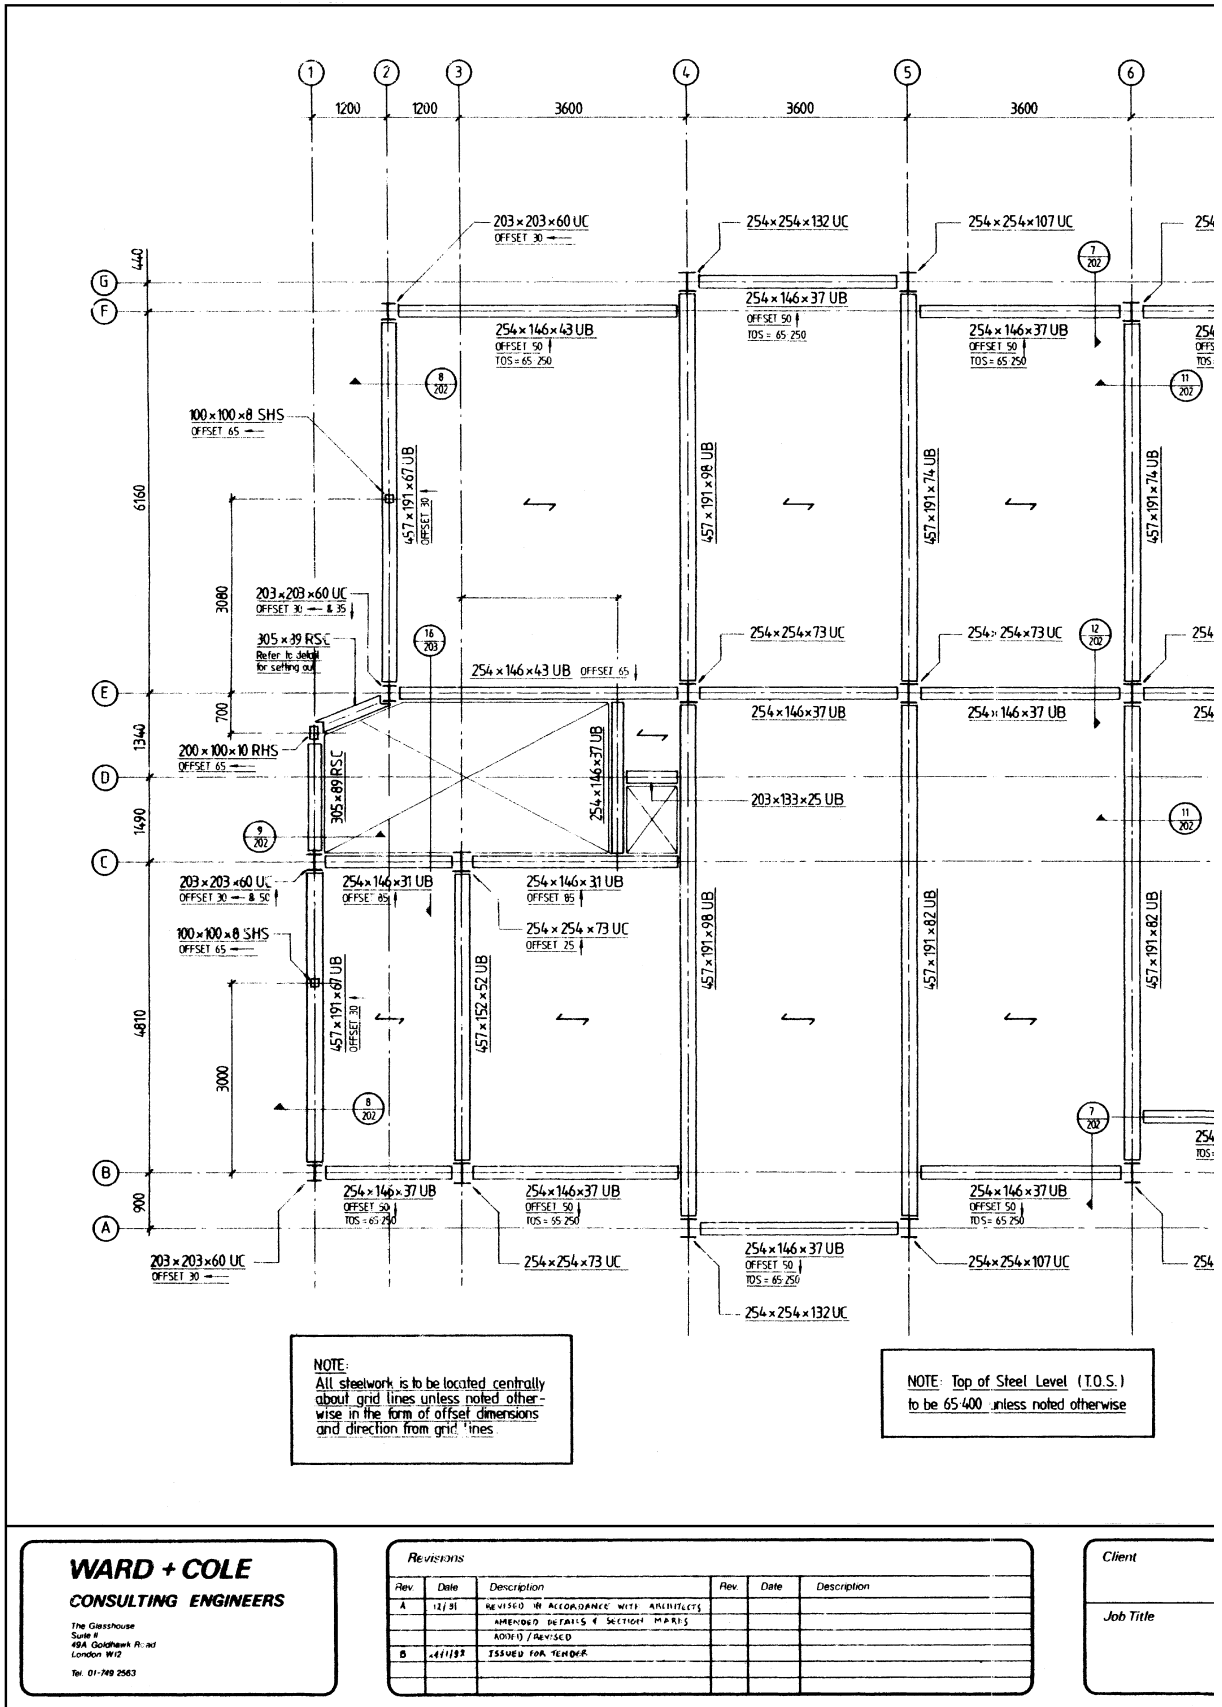 1 2 3 4 5 6
1200 1200 3600 3600 3600
203×203×60 UC
OFFSET 30
254×254×132 UC
254×254×107 UC
254
440
G
F
7
202
254×146×43 UB
OFFSET 50
TOS = 65·250
254×146×37 UB
OFFSET 50
TOS = 65·250
254×146×37 UB
OFFSET 50
TOS = 65·250
254
OFFS
TOS=
8
202
11
202
100×100×8 SHS
OFFSET 65
457×191×67 UB
OFFSET 30
457×191×98 UB
457×191×74 UB
457×191×74 UB
6160
3080
203×203×60 UC
OFFSET 30 & 35
305×89 RSC
Refer to detail
for setting out
16
203
254×254×73 UC
254×254×73 UC
12
202
254
254×146×43 UB OFFSET 65
E
700
1340
254×146×37 UB
254×146×37 UB
254
200×100×10 RHS
OFFSET 65
305×89 RSC
254×146×37 UB
D
203×133×25 UB
1490
9
202
11
202
C
203×203×60 UC
OFFSET 30 & 50
254×146×31 UB
OFFSET 85
254×146×31 UB
OFFSET 85
100×100×8 SHS
OFFSET 65
254×254×73 UC
OFFSET 25
457×191×67 UB
OFFSET 30
457×152×52 UB
457×191×98 UB
457×191×82 UB
457×191×82 UB
4810
3000
8
202
7
202
254
TOS=
B
254×146×37 UB
OFFSET 50
TOS = 65·250
254×146×37 UB
OFFSET 50
TOS = 65·250
254×146×37 UB
OFFSET 50
TOS = 65·250
900
A
203×203×60 UC
OFFSET 30
254×254×73 UC
254×146×37 UB
OFFSET 50
TOS = 65·250
254×254×107 UC
254
254×254×132 UC
NOTE:
All steelwork is to be located centrally
about grid lines unless noted other-
wise in the form of offset dimensions
and direction from grid lines.
NOTE: Top of Steel Level (T.O.S.)
to be 65·400 unless noted otherwise
WARD + COLE
CONSULTING ENGINEERS
The Glasshouse
Suite II
49A Goldhawk Road
London W12
Tel. 01-749 2563
Revisions
Rev. Date Description Rev. Date Description
A 12/91 REVISED IN ACCORDANCE WITH ARCHITECTS
AMENDED DETAILS & SECTION MARKS
ADDED / REVISED
B ISSUED FOR TENDER
Client
Job Title